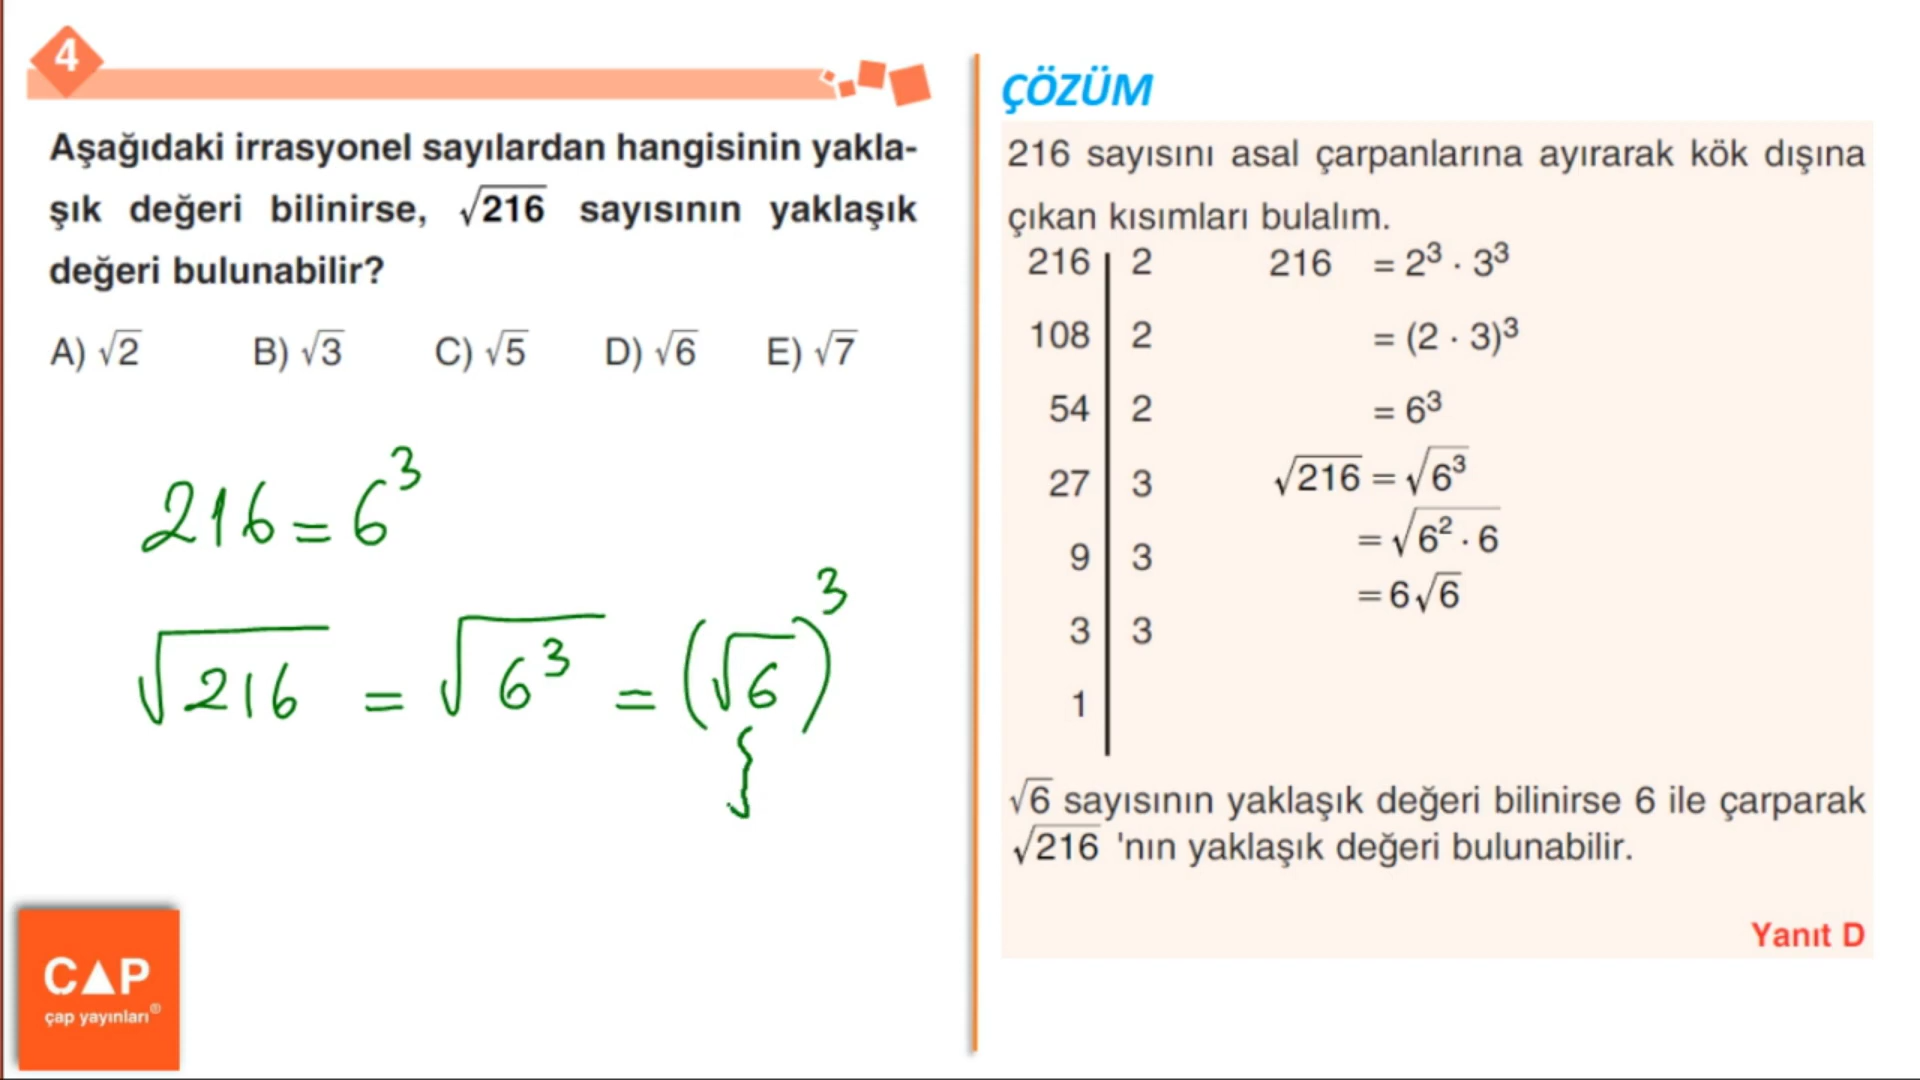 4
Aşağıdaki irrasyonel sayılardan hangisinin yakla-
şık değeri bilinirse, √216 sayısının yaklaşık
değeri bulunabilir?
A) √2 B) √3 C) √5 D) √6 E) √7
216 = 6³
√216 = √6³ = (√6)³
CAP
çap yayınları®
ÇÖZÜM
216 sayısını asal çarpanlarına ayırarak kök dışına
çıkan kısımları bulalım.
216 | 2 216 = 2³ · 3³
108 | 2 = (2 · 3)³
54 | 2 = 6³
27 | 3 √216 = √6³
9 | 3 = √6² · 6
3 | 3 = 6√6
1
√6 sayısının yaklaşık değeri bilinirse 6 ile çarparak
√216 'nın yaklaşık değeri bulunabilir.
Yanıt D